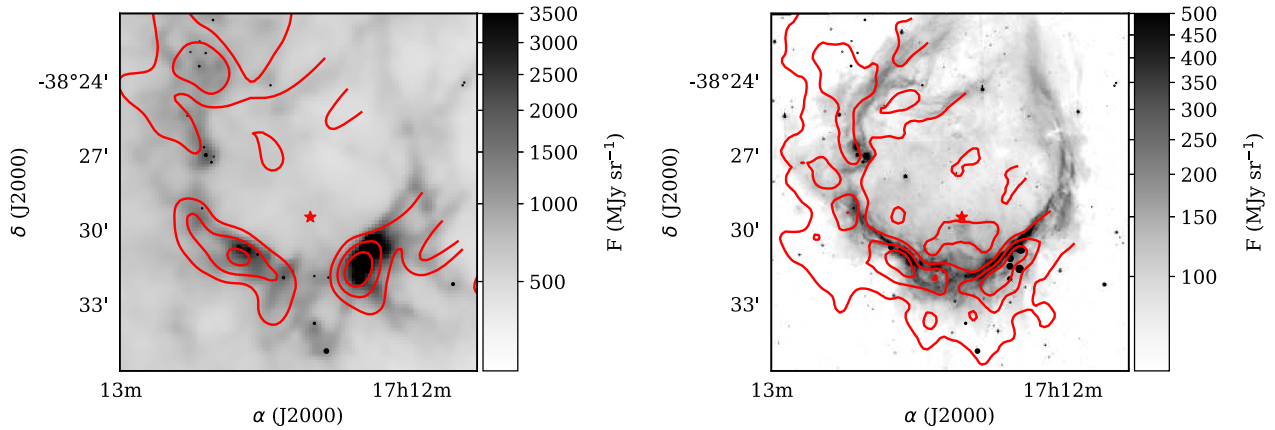 3500
3000
2500
2000
1500
1000
500
F (MJy sr⁻¹)
-38°24'
27'
30'
33'
δ (J2000)
13m
17h12m
α (J2000)
500
450
400
350
300
250
200
150
100
F (MJy sr⁻¹)
-38°24'
27'
30'
33'
δ (J2000)
13m
17h12m
α (J2000)